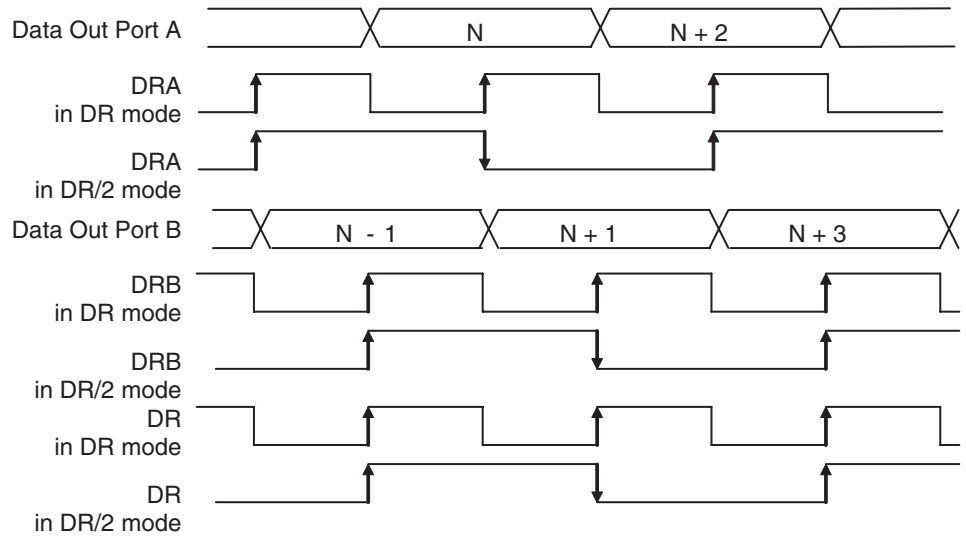 Data Out Port A
N
N + 2
DRA
in DR mode
DRA
in DR/2 mode
Data Out Port B
N - 1
N + 1
N + 3
DRB
in DR mode
DRB
in DR/2 mode
DR
in DR mode
DR
in DR/2 mode